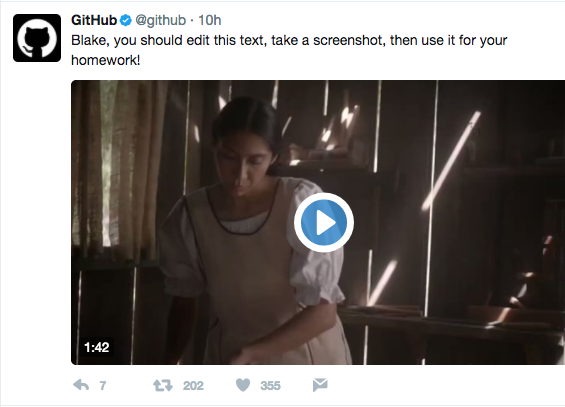 GitHub @github · 10h
Blake, you should edit this text, take a screenshot, then use it for your
homework!
1:42
7 202 355